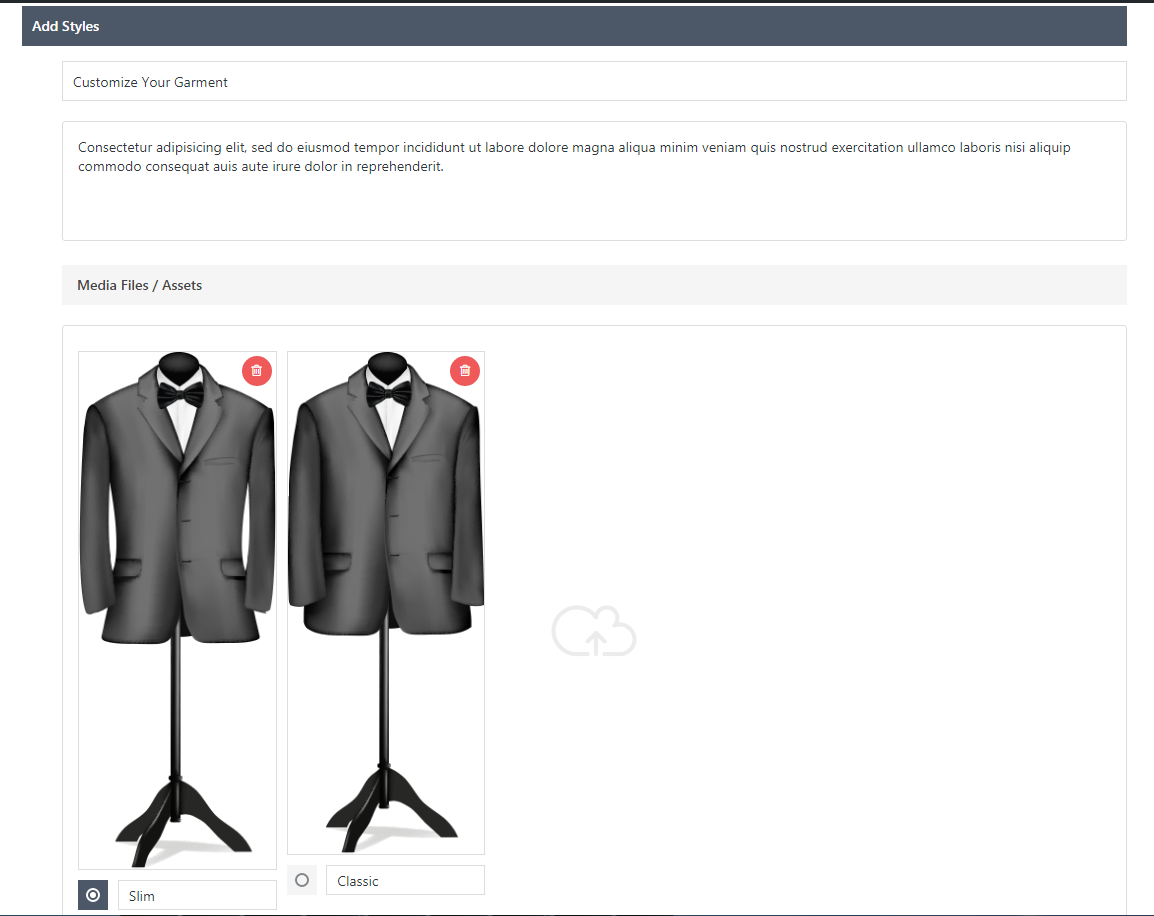 Add Styles
Customize Your Garment
Consectetur adipisicing elit, sed do eiusmod tempor incididunt ut labore dolore magna aliqua minim veniam quis nostrud exercitation ullamco laboris nisi aliquip
commodo consequat auis aute irure dolor in reprehenderit.
Media Files / Assets
Slim
Classic